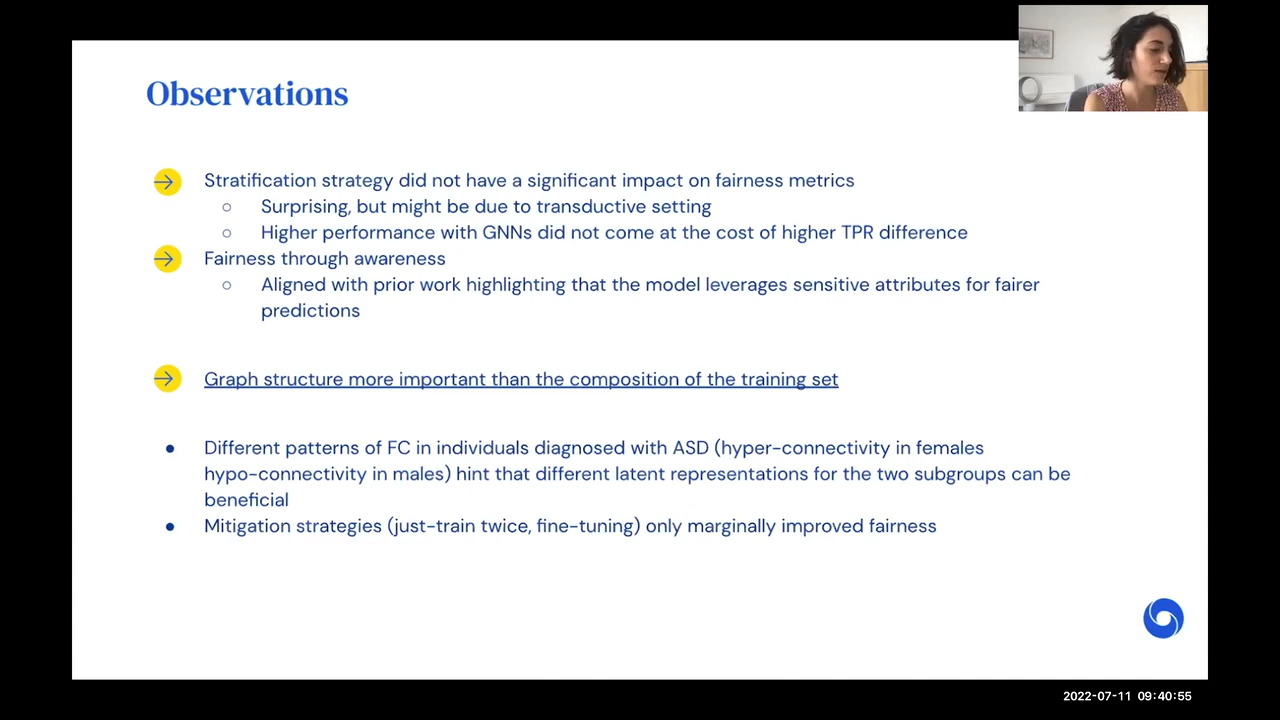 Observations
Stratification strategy did not have a significant impact on fairness metrics
Surprising, but might be due to transductive setting
Higher performance with GNNs did not come at the cost of higher TPR difference
Fairness through awareness
Aligned with prior work highlighting that the model leverages sensitive attributes for fairer
predictions
Graph structure more important than the composition of the training set
Different patterns of FC in individuals diagnosed with ASD (hyper-connectivity in females
hypo-connectivity in males) hint that different latent representations for the two subgroups can be
beneficial
Mitigation strategies (just-train twice, fine-tuning) only marginally improved fairness
2022-07-11 09:40:55